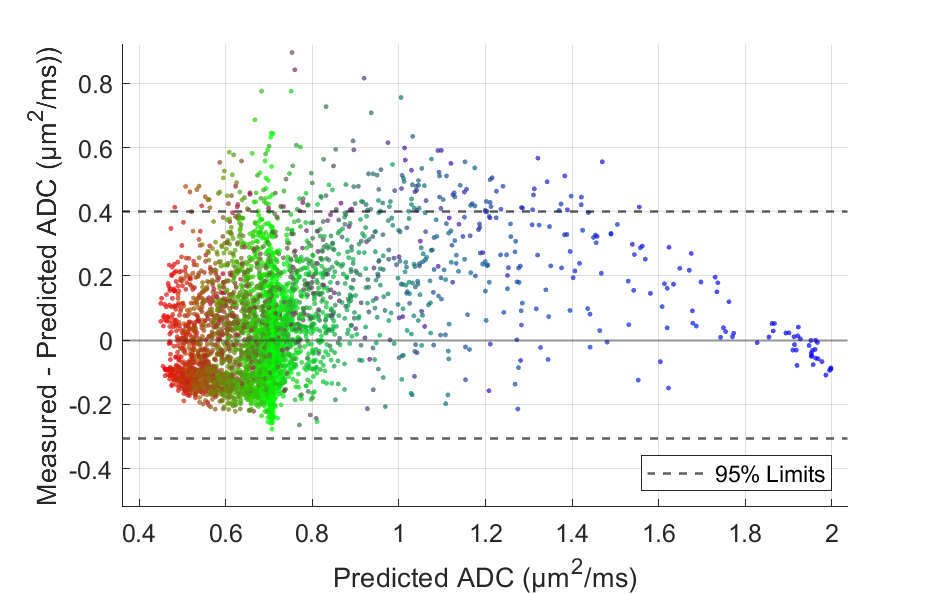 Measured - Predicted ADC (μm²/ms))
0.8
0.6
0.4
0.2
0
-0.2
-0.4
95% Limits
0.4 0.6 0.8 1 1.2 1.4 1.6 1.8 2
Predicted ADC (μm²/ms)